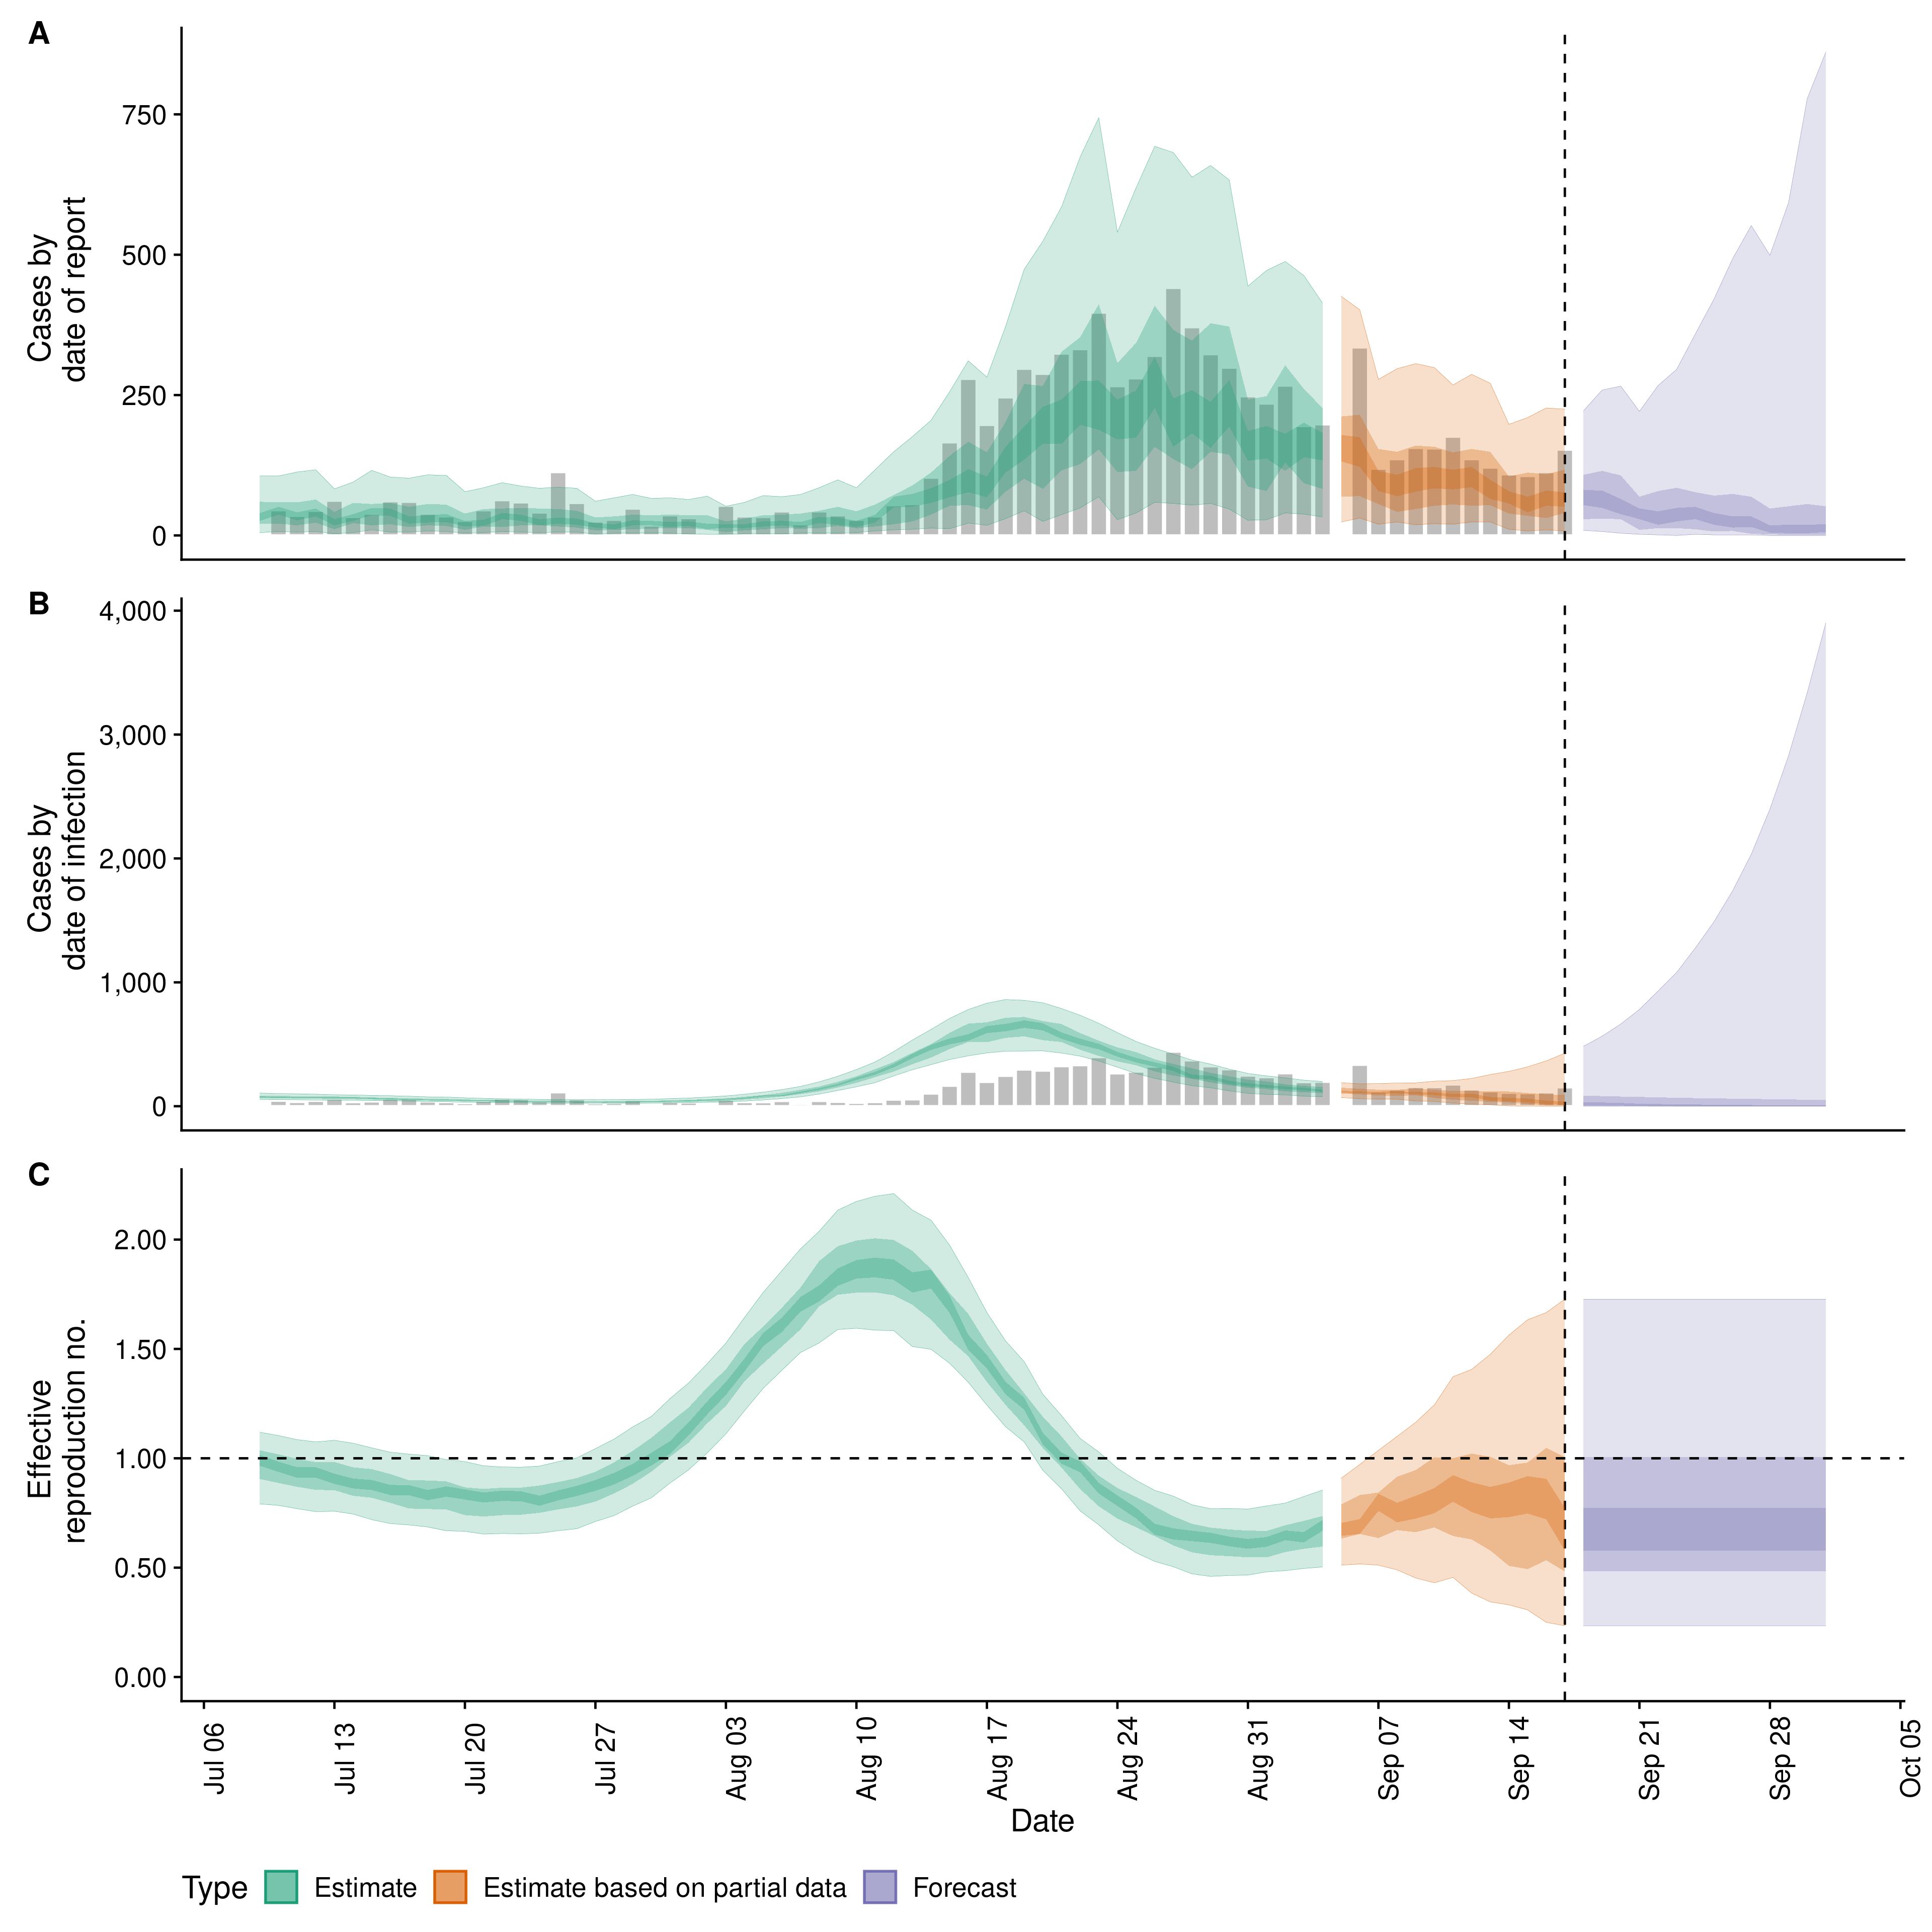 A
Cases by
date of report
750
500
250
0
B
Cases by
date of infection
4,000
3,000
2,000
1,000
0
C
Effective
reproduction no.
2.00
1.50
1.00
0.50
0.00
Jul 06
Jul 13
Jul 20
Jul 27
Aug 03
Aug 10
Aug 17
Aug 24
Aug 31
Sep 07
Sep 14
Sep 21
Sep 28
Oct 05
Date
Type Estimate Estimate based on partial data Forecast